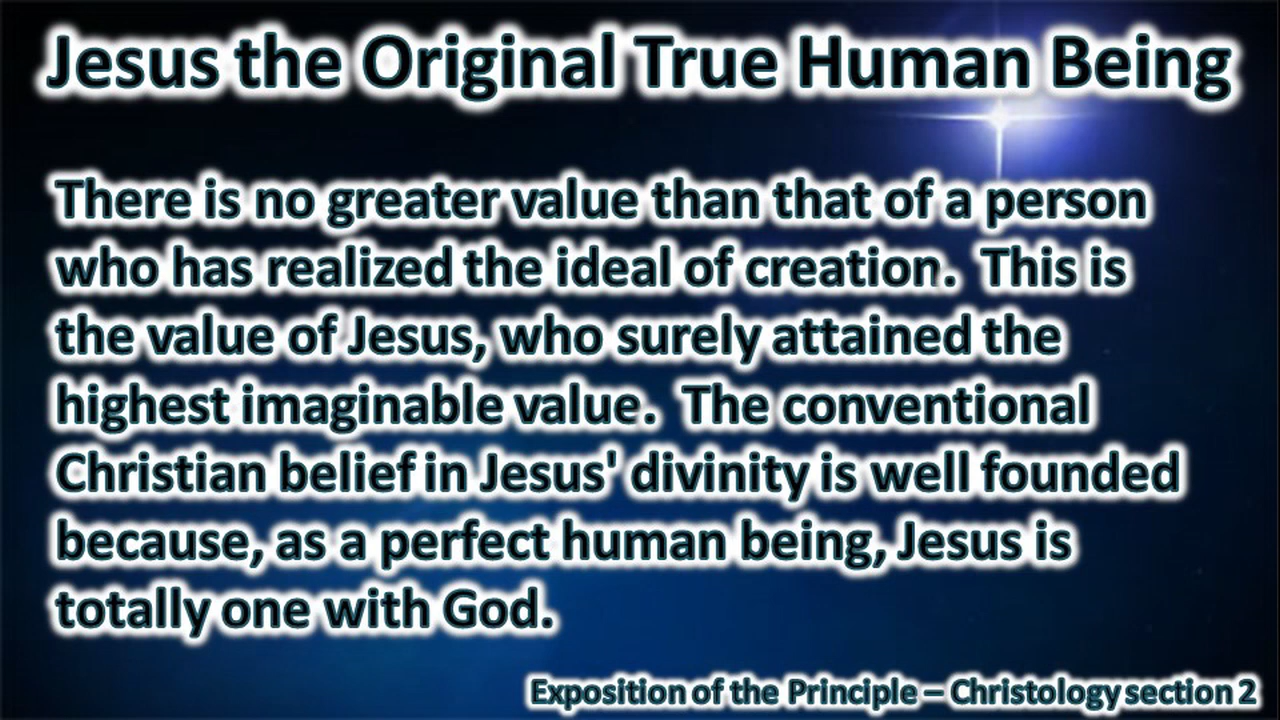 Jesus the Original True Human Being
There is no greater value than that of a person
who has realized the ideal of creation.  This is
the value of Jesus, who surely attained the
highest imaginable value.  The conventional
Christian belief in Jesus' divinity is well founded
because, as a perfect human being, Jesus is
totally one with God.
Exposition of the Principle – Christology section 2